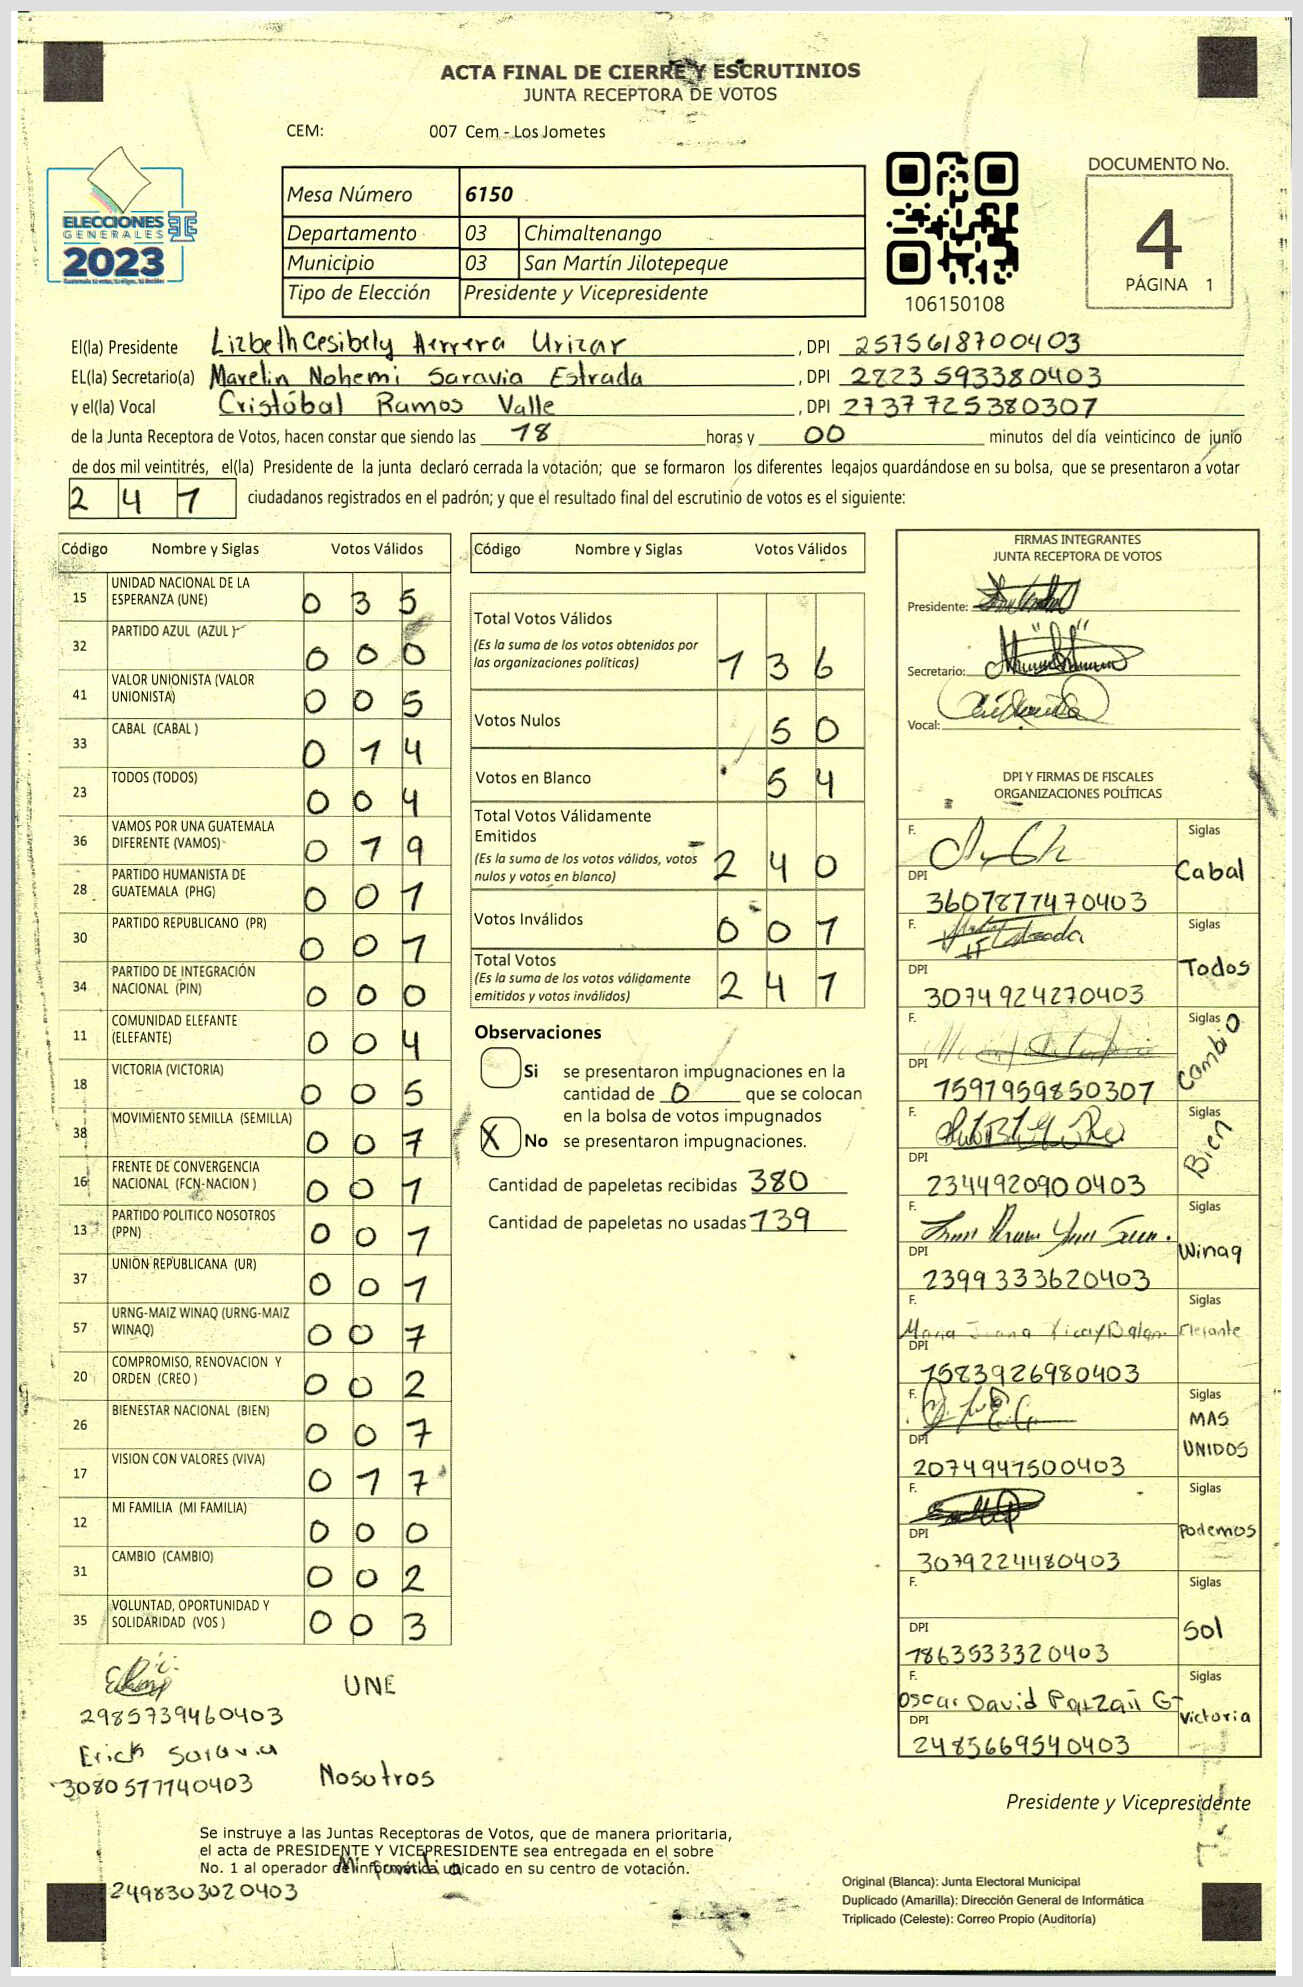 ACTA FINAL DE CIERRE Y ESCRUTINIOS
JUNTA RECEPTORA DE VOTOS
CEM: 007 Cem - Los Jometes
ELECCIONES
GENERALES
2023
Mesa Número 6150
Departamento 03 Chimaltenango
Municipio 03 San Martín Jilotepeque
Tipo de Elección Presidente y Vicepresidente
106150108
DOCUMENTO No.
4
PÁGINA 1
El(la) Presidente Lizbeth Cesibely Herrera Urizar , DPI 2575618700403
EL(la) Secretario(a) Marelin Nohemi Saravia Estrada , DPI 2823593380403
y el(la) Vocal Cristóbal Ramos Valle , DPI 2737725380307
de la Junta Receptora de Votos, hacen constar que siendo las 18 horas y 00 minutos del día veinticinco de junio
de dos mil veintitrés, el(la) Presidente de la junta declaró cerrada la votación; que se formaron los diferentes legajos guardándose en su bolsa, que se presentaron a votar
2 4 1 ciudadanos registrados en el padrón; y que el resultado final del escrutinio de votos es el siguiente:
Código Nombre y Siglas Votos Válidos
15 UNIDAD NACIONAL DE LA
ESPERANZA (UNE) 0 3 5
32 PARTIDO AZUL (AZUL ) 0 0 0
41 VALOR UNIONISTA (VALOR
UNIONISTA) 0 0 5
33 CABAL (CABAL ) 0 1 4
23 TODOS (TODOS) 0 0 4
36 VAMOS POR UNA GUATEMALA
DIFERENTE (VAMOS) 0 19
28 PARTIDO HUMANISTA DE
GUATEMALA (PHG) 0 0 1
30 PARTIDO REPUBLICANO (PR) 0 0 1
34 PARTIDO DE INTEGRACIÓN
NACIONAL (PIN) 0 0 0
11 COMUNIDAD ELEFANTE
(ELEFANTE) 0 0 4
18 VICTORIA (VICTORIA) 0 0 5
38 MOVIMIENTO SEMILLA (SEMILLA) 0 0 7
16 FRENTE DE CONVERGENCIA
NACIONAL (FCN-NACION ) 0 0 1
13 PARTIDO POLITICO NOSOTROS
(PPN) 0 0 1
37 UNION REPUBLICANA (UR) 0 0 1
57 URNG-MAIZ WINAQ (URNG-MAIZ
WINAQ) 0 0 7
20 COMPROMISO, RENOVACION Y
ORDEN (CREO ) 0 0 2
26 BIENESTAR NACIONAL (BIEN) 0 0 7
17 VISION CON VALORES (VIVA) 0 1 7
12 MI FAMILIA (MI FAMILIA) 0 0 0
31 CAMBIO (CAMBIO) 0 0 2
35 VOLUNTAD, OPORTUNIDAD Y
SOLIDARIDAD (VOS ) 0 0 3
UNE
2985739460403
Erick Saravia
3080577740403 Nosotros
Código Nombre y Siglas Votos Válidos
Total Votos Válidos
(Es la suma de los votos obtenidos por
las organizaciones políticas) 1 3 6
Votos Nulos 5 0
Votos en Blanco 5 4
Total Votos Válidamente
Emitidos
(Es la suma de los votos válidos, votos
nulos y votos en blanco) 2 4 0
Votos Inválidos 0 0 1
Total Votos
(Es la suma de los votos válidamente
emitidos y votos inválidos) 2 4 1
Observaciones
Si se presentaron impugnaciones en la
cantidad de 0 que se colocan
en la bolsa de votos impugnados
X No se presentaron impugnaciones.
Cantidad de papeletas recibidas 380
Cantidad de papeletas no usadas 139
FIRMAS INTEGRANTES
JUNTA RECEPTORA DE VOTOS
Presidente:
Secretario:
Vocal:
DPI Y FIRMAS DE FISCALES
ORGANIZACIONES POLÍTICAS
F. Siglas
Cabal
DPI
3607877470403
F. Siglas
Todos
DPI
3074924270403
F. Siglas
Cambio
DPI
1597959850307
F. Siglas
Bien
DPI
2344920900403
F. Siglas
Winaq
DPI
2399333620403
F. Siglas
Elefante
DPI
1583926980403
F. Siglas
MAS
UNIDOS
DPI
2074947500403
F. Siglas
Podemos
DPI
3079224480403
F. Siglas
Sol
DPI
1863533320403
F. Siglas
Oscar David
Victoria
DPI
2485669540403
Presidente y Vicepresidente
Se instruye a las Juntas Receptoras de Votos, que de manera prioritaria,
el acta de PRESIDENTE Y VICEPRESIDENTE sea entregada en el sobre
No. 1 al operador de informática ubicado en su centro de votación.
Mi familia
2498303020403
Original (Blanca): Junta Electoral Municipal
Duplicado (Amarilla): Dirección General de Informática
Triplicado (Celeste): Correo Propio (Auditoría)